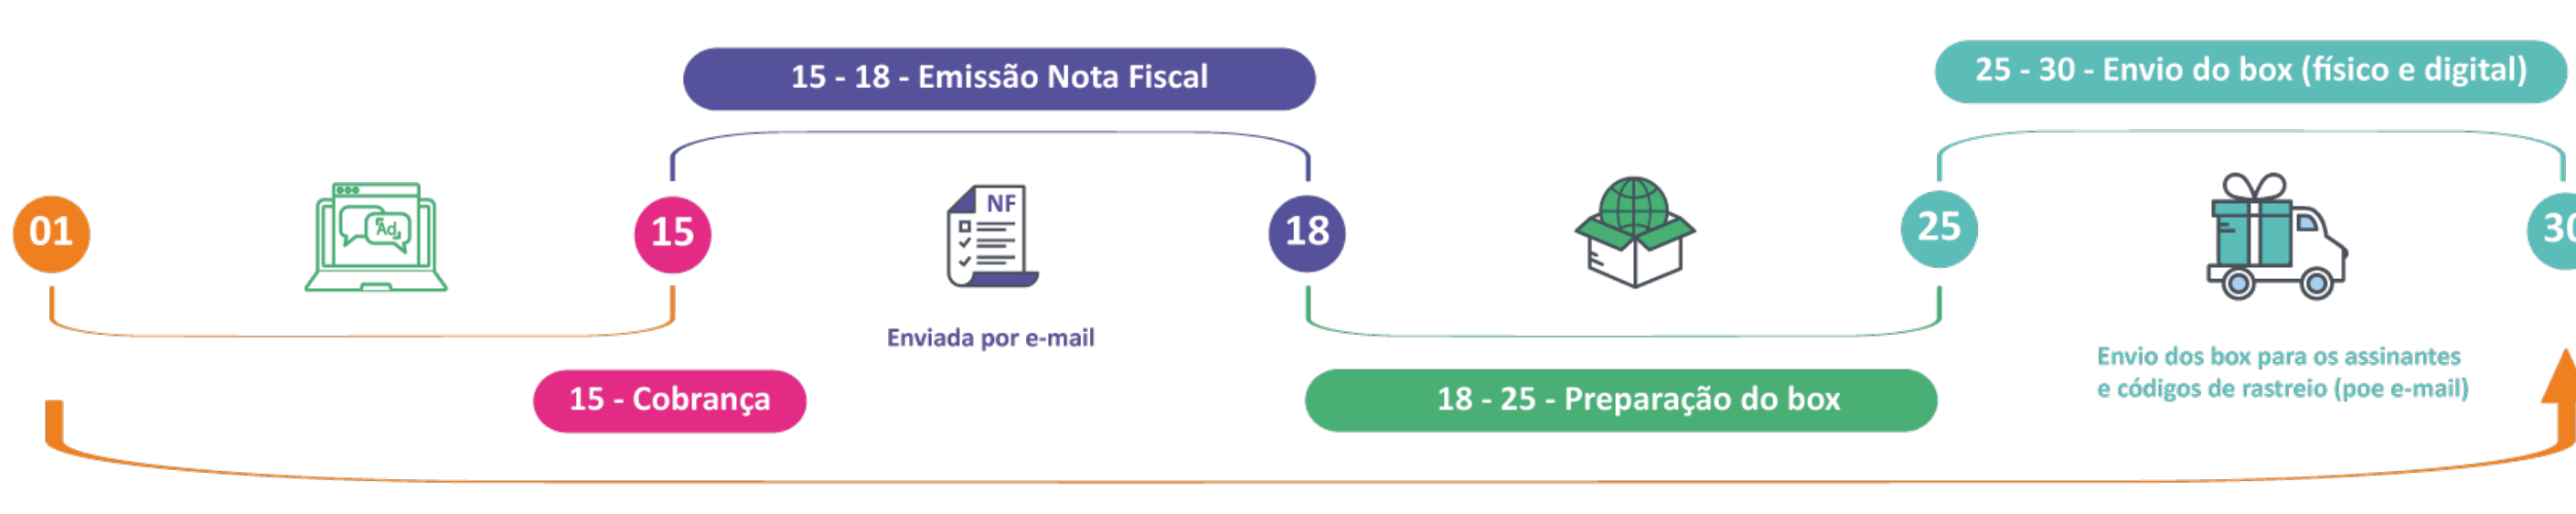 15 - 18 - Emissão Nota Fiscal
25 - 30 - Envio do box (físico e digital)
01
Ad
15
NF
18
25
30
Enviada por e-mail
Envio dos box para os assinantes
e códigos de rastreio (poe e-mail)
15 - Cobrança
18 - 25 - Preparação do box